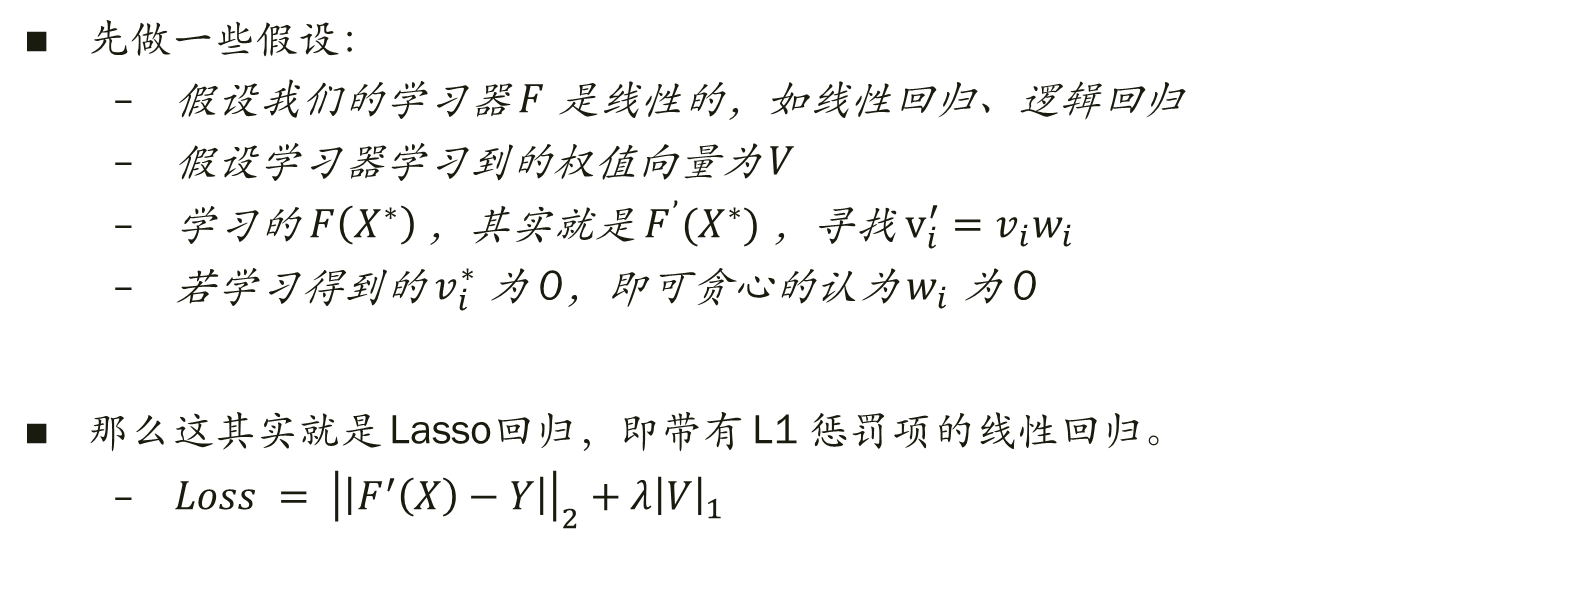 ■ 先做一些假设：
– 假设我们的学习器F 是线性的，如线性回归、逻辑回归
– 假设学习器学习到的权值向量为V
– 学习的F(X*) ，其实就是F’(X*) ，寻找 v′ᵢ = vᵢwᵢ
– 若学习得到的vᵢ* 为0，即可贪心的认为wᵢ 为0
■ 那么这其实就是Lasso回归，即带有 L1 惩罚项的线性回归。
– Loss = ||F′(X) − Y||₂ + λ|V|₁